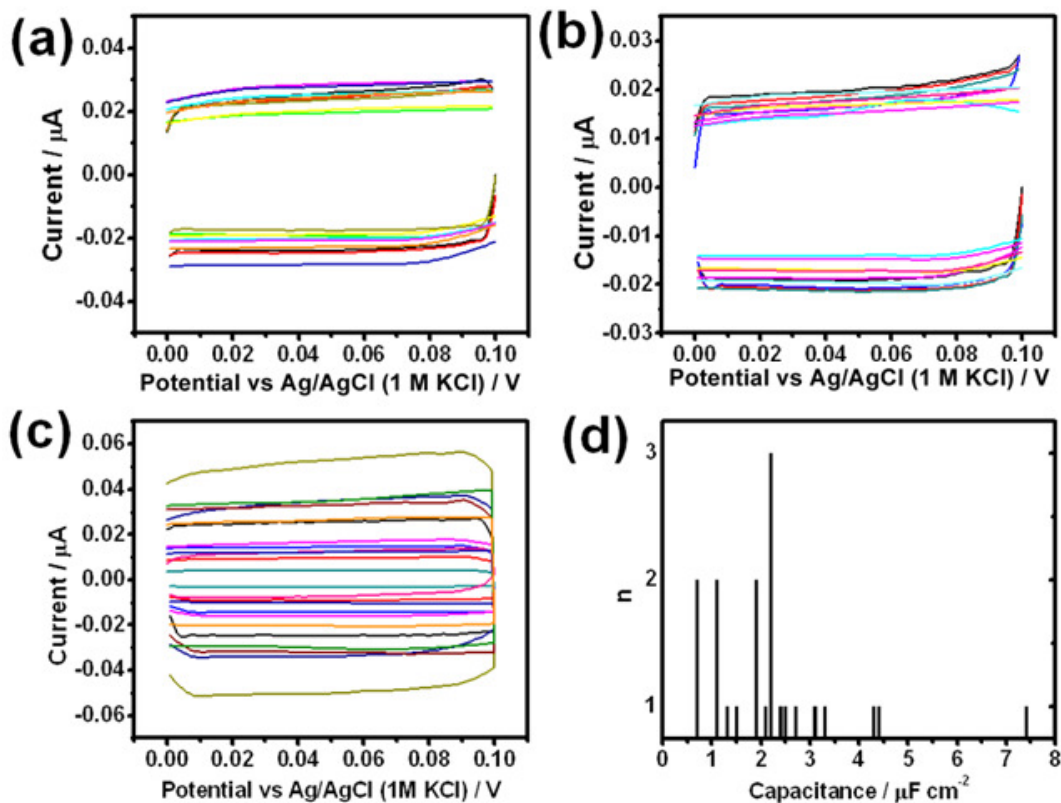 (a)
Current / μA
0.04
0.02
0.00
-0.02
-0.04
0.00 0.02 0.04 0.06 0.08 0.10
Potential vs Ag/AgCl (1 M KCl) / V
(b)
Current / μA
0.03
0.02
0.01
0.00
-0.01
-0.02
-0.03
0.00 0.02 0.04 0.06 0.08 0.10
Potential vs Ag/AgCl (1 M KCl) / V
(c)
Current / μA
0.06
0.04
0.02
0.00
-0.02
-0.04
-0.06
0.00 0.02 0.04 0.06 0.08 0.10
Potential vs Ag/AgCl (1M KCl) / V
(d)
n
3
2
1
0 1 2 3 4 5 6 7 8
Capacitance / μF cm⁻²